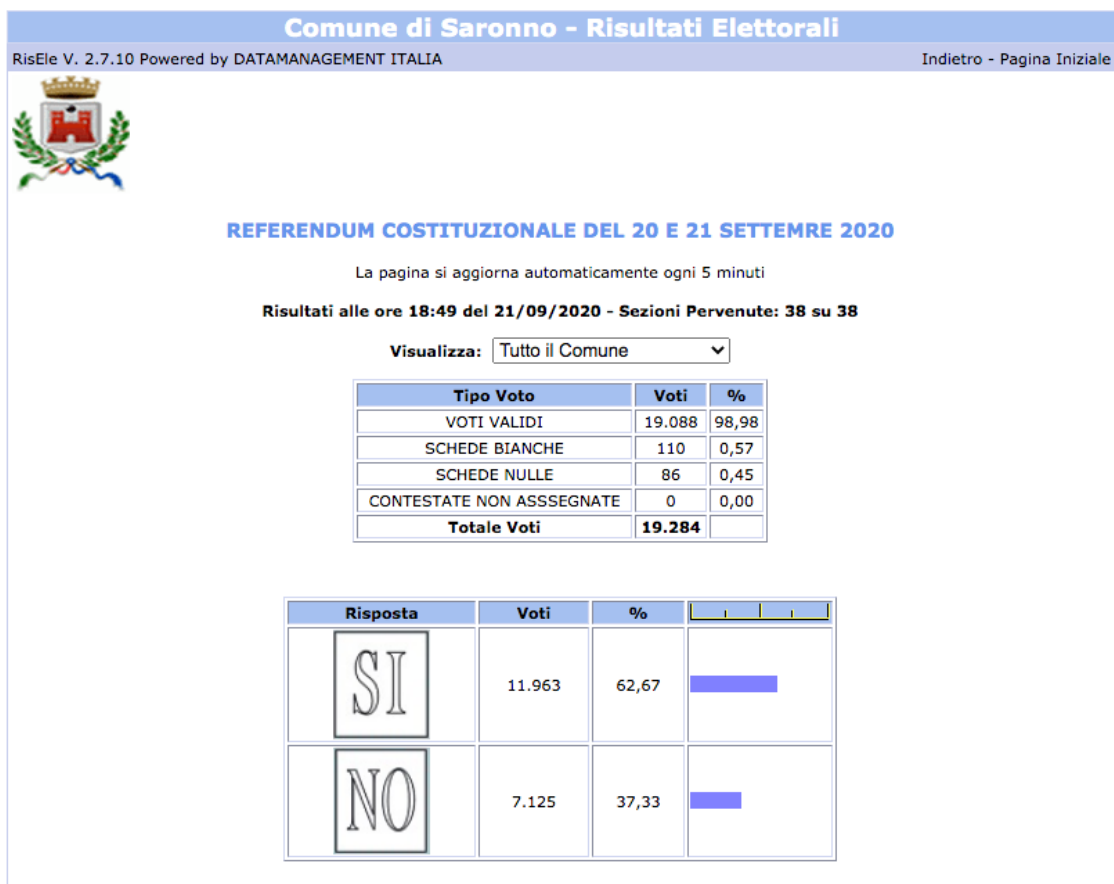 Comune di Saronno - Risultati Elettorali
RisEle V. 2.7.10 Powered by DATAMANAGEMENT ITALIA Indietro - Pagina Iniziale
REFERENDUM COSTITUZIONALE DEL 20 E 21 SETTEMRE 2020
La pagina si aggiorna automaticamente ogni 5 minuti
Risultati alle ore 18:49 del 21/09/2020 - Sezioni Pervenute: 38 su 38
Visualizza: Tutto il Comune
Tipo Voto Voti %
VOTI VALIDI 19.088 98,98
SCHEDE BIANCHE 110 0,57
SCHEDE NULLE 86 0,45
CONTESTATE NON ASSSEGNATE 0 0,00
Totale Voti 19.284
Risposta Voti %
SI 11.963 62,67
NO 7.125 37,33